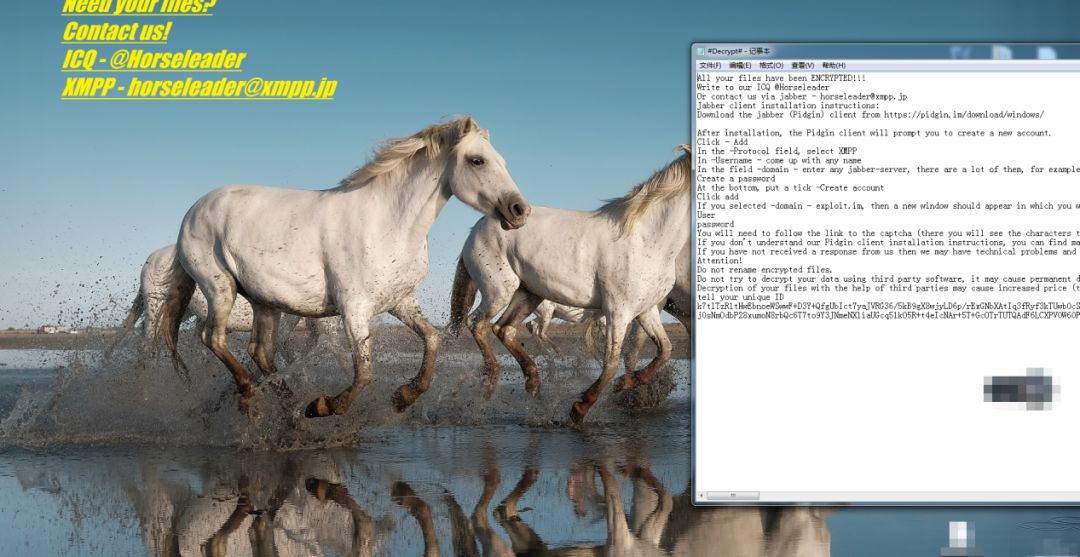 Need your files?
Contact us!
ICQ - @Horseleader
XMPP - horseleader@xmpp.jp
#Decrypt# - 记事本
文件(F) 编辑(E) 格式(O) 查看(V) 帮助(H)
All your files have been ENCRYPTED!!!
Write to our ICQ @Horseleader
Or contact us via jabber - horseleader@xmpp.jp
Jabber client installation instructions:
Download the jabber (Pidgin) client from https://pidgin.im/download/windows/
After installation, the Pidgin client will prompt you to create a new account.
Click - Add
In the -Protocol field, select XMPP
In -Username - come up with any name
In the field -domain - enter any jabber-server, there are a lot of them, for example
Create a password
At the bottom, put a tick -Create account
Click add
If you selected -domain - exploit.im, then a new window should appear in which you w
User
password
You will need to follow the link to the captcha (there you will see the characters t
If you don't understand our Pidgin client installation instructions, you can find ma
If you have not received a response from us then we may have technical problems and
Attention!
Do not rename encrypted files.
Do not try to decrypt your data using third party software, it may cause permanent d
Decryption of your files with the help of third parties may cause increased price (t
tell your unique ID